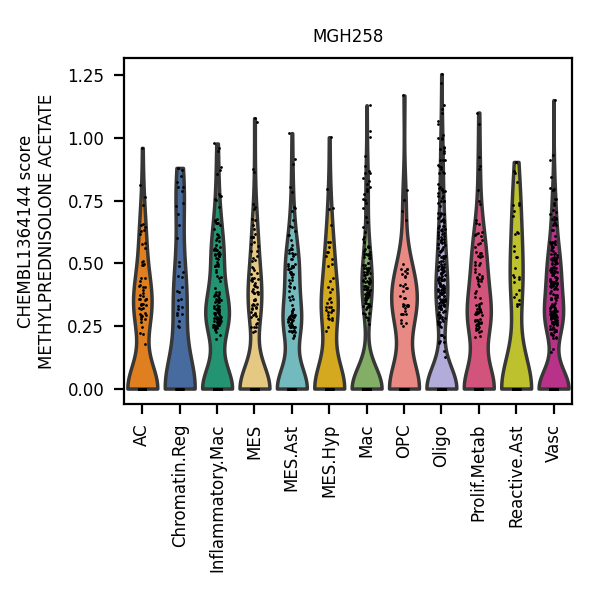 MGH258
CHEMBL1364144 score
METHYLPREDNISOLONE ACETATE
1.25
1.00
0.75
0.50
0.25
0.00
AC
Chromatin.Reg
Inflammatory.Mac
MES
MES.Ast
MES.Hyp
Mac
OPC
Oligo
Prolif.Metab
Reactive.Ast
Vasc